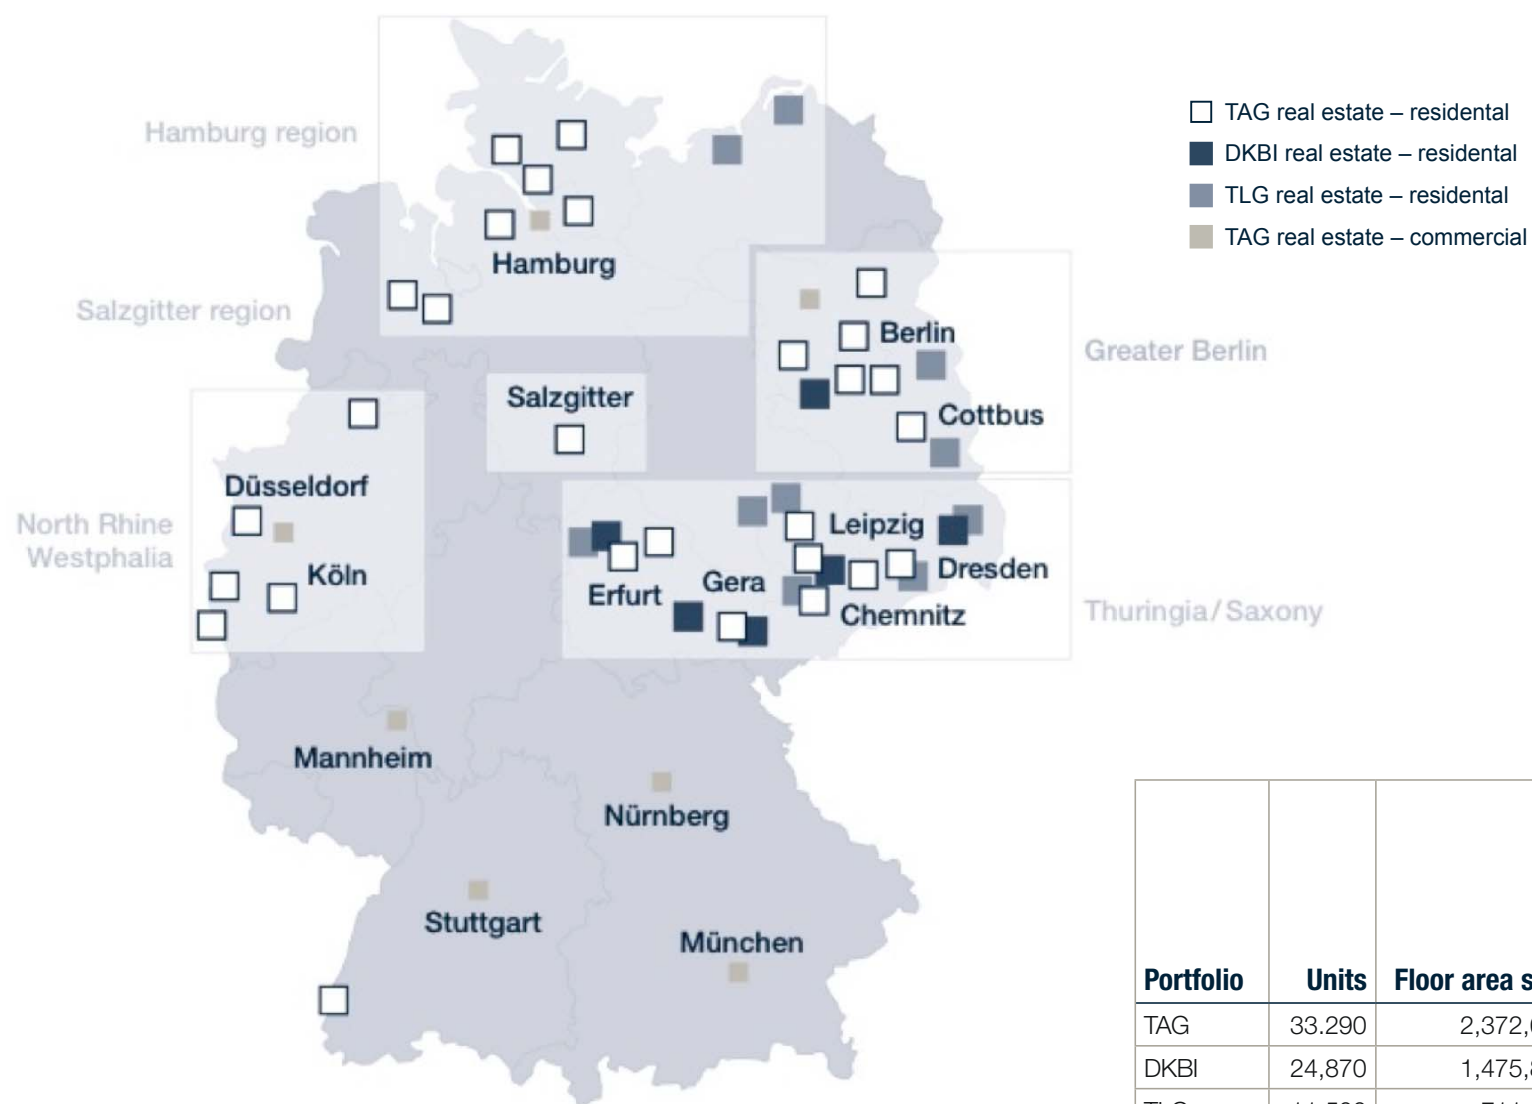 Hamburg region
TAG real estate – residental
DKBI real estate – residental
TLG real estate – residental
TAG real estate – commercial
Hamburg
Salzgitter region
Berlin
Greater Berlin
Salzgitter
Cottbus
Düsseldorf
North Rhine
Westphalia
Köln
Leipzig
Erfurt
Gera
Dresden
Chemnitz
Thuringia/Saxony
Mannheim
Nürnberg
Stuttgart
München
Portfolio Units Floor area
TAG 33.290
DKBI 24,870